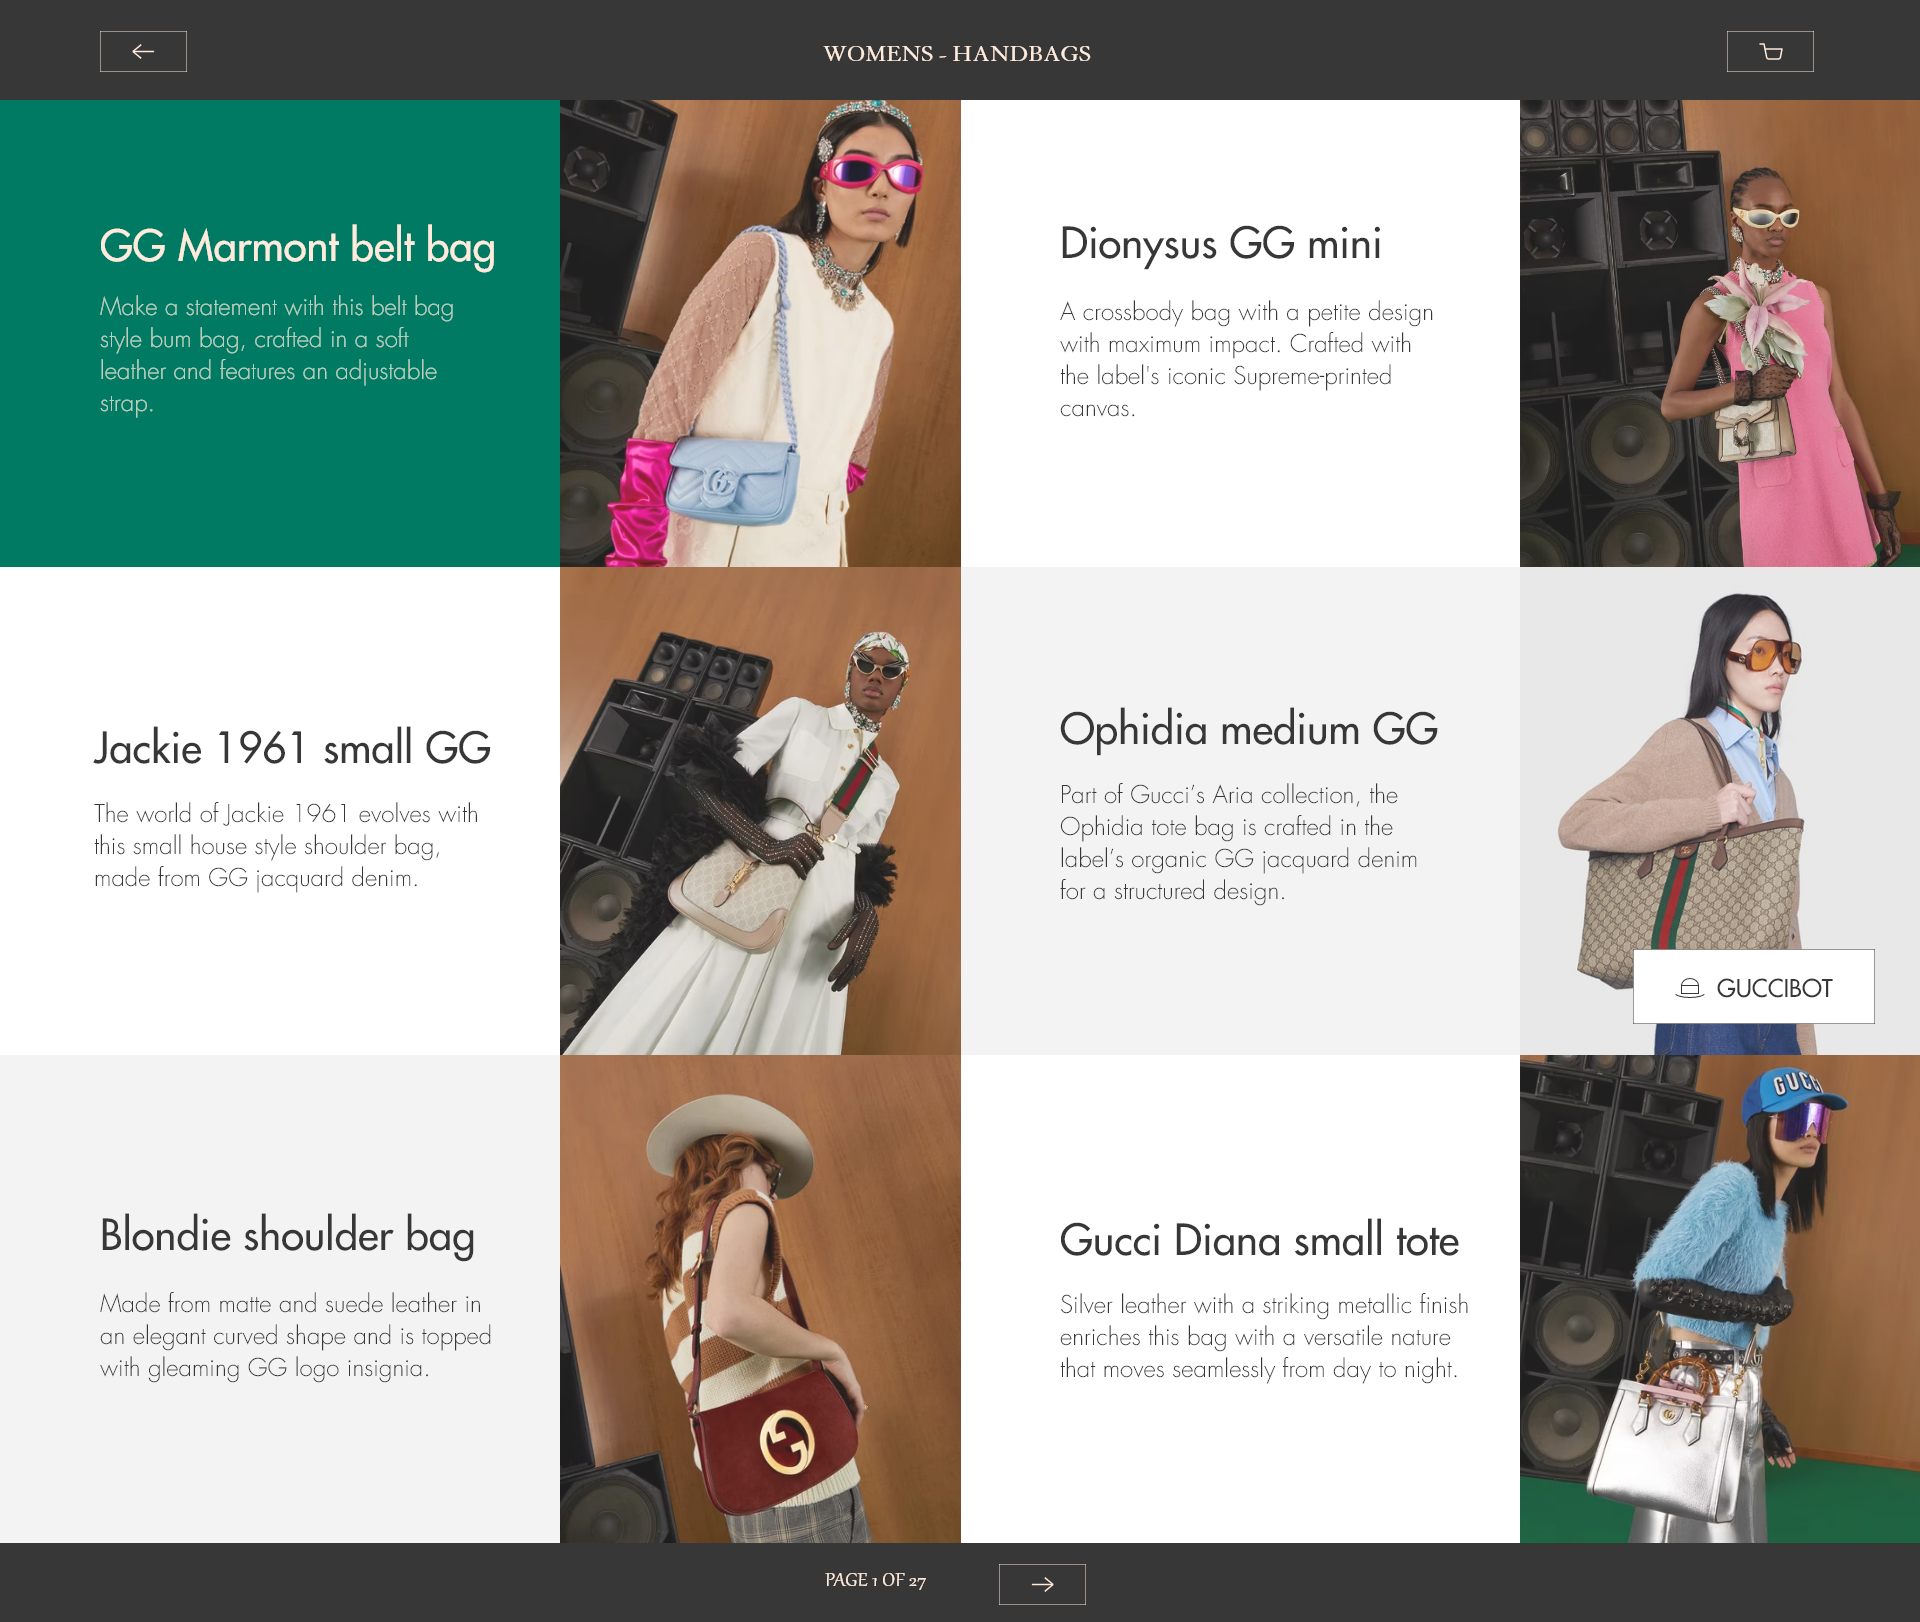 WOMENS - HANDBAGS
GG Marmont belt bag
Make a statement with this belt bag
style bum bag, crafted in a soft
leather and features an adjustable
strap.
Dionysus GG mini
A crossbody bag with a petite design
with maximum impact. Crafted with
the label's iconic Supreme-printed
canvas.
Jackie 1961 small GG
The world of Jackie 1961 evolves with
this small house style shoulder bag,
made from GG jacquard denim.
Ophidia medium GG
Part of Gucci’s Aria collection, the
Ophidia tote bag is crafted in the
label’s organic GG jacquard denim
for a structured design.
GUCCIBOT
Blondie shoulder bag
Made from matte and suede leather in
an elegant curved shape and is topped
with gleaming GG logo insignia.
Gucci Diana small tote
Silver leather with a striking metallic finish
enriches this bag with a versatile nature
that moves seamlessly from day to night.
GUCCI
PAGE 1 OF 27